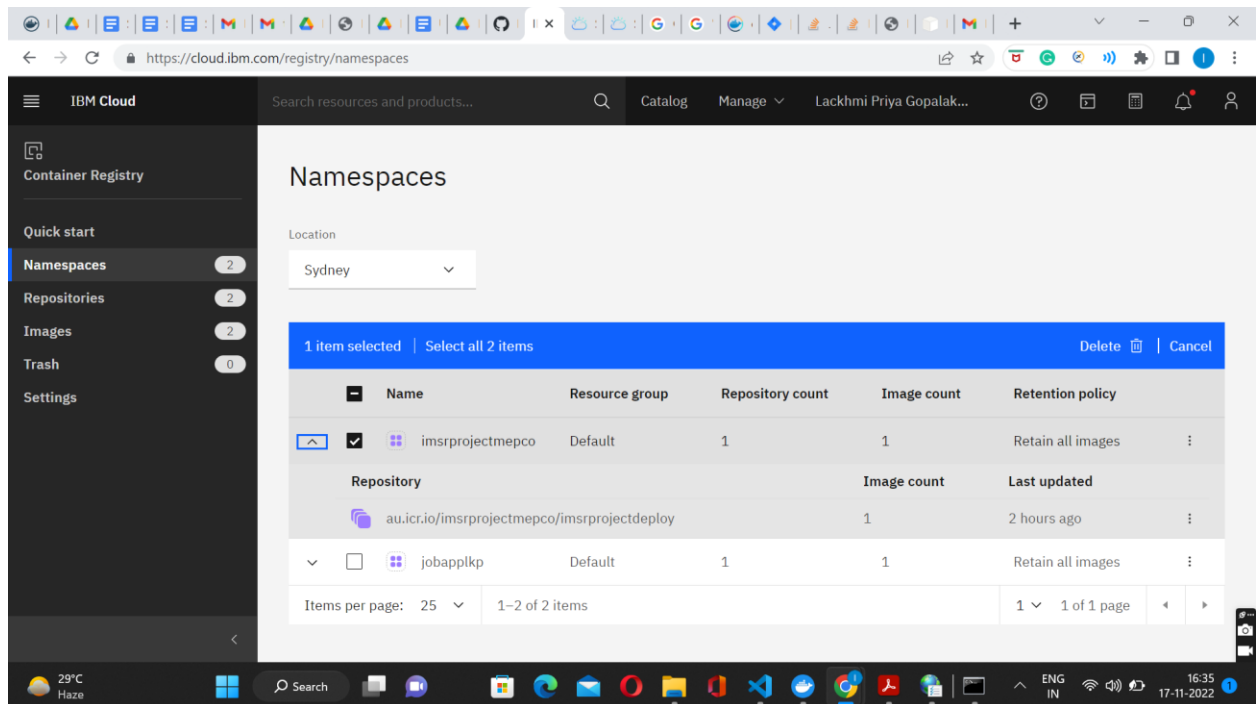 https://cloud.ibm.com/registry/namespaces
IBM Cloud
Search resources and products...
Catalog
Manage
Lackhmi Priya Gopalak...
Container Registry
Quick start
Namespaces 2
Repositories 2
Images 2
Trash 0
Settings
Namespaces
Location
Sydney
1 item selected | Select all 2 items Delete | Cancel
Name Resource group Repository count Image count Retention policy
imsrprojectmepco Default 1 1 Retain all images
Repository Image count Last updated
au.icr.io/imsrprojectmepco/imsrprojectdeploy 1 2 hours ago
jobapplkp Default 1 1 Retain all images
Items per page: 25 1–2 of 2 items 1 1 of 1 page
29°C
Haze
Search
ENG
IN
16:35
17-11-2022
1